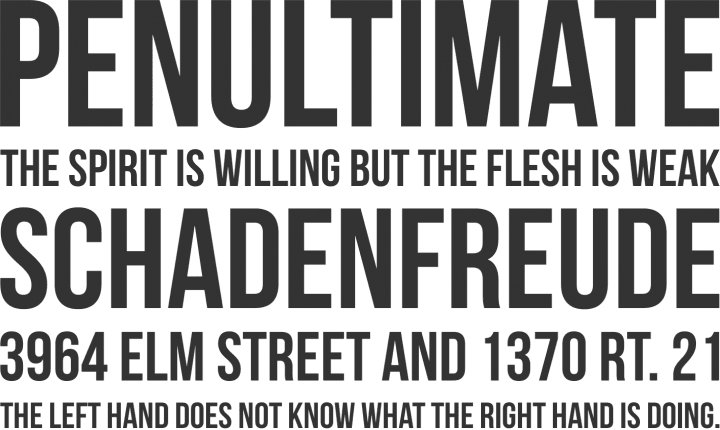 PENULTIMATE
THE SPIRIT IS WILLING BUT THE FLESH IS WEAK
SCHADENFREUDE
3964 ELM STREET AND 1370 RT. 21
THE LEFT HAND DOES NOT KNOW WHAT THE RIGHT HAND IS DOING.